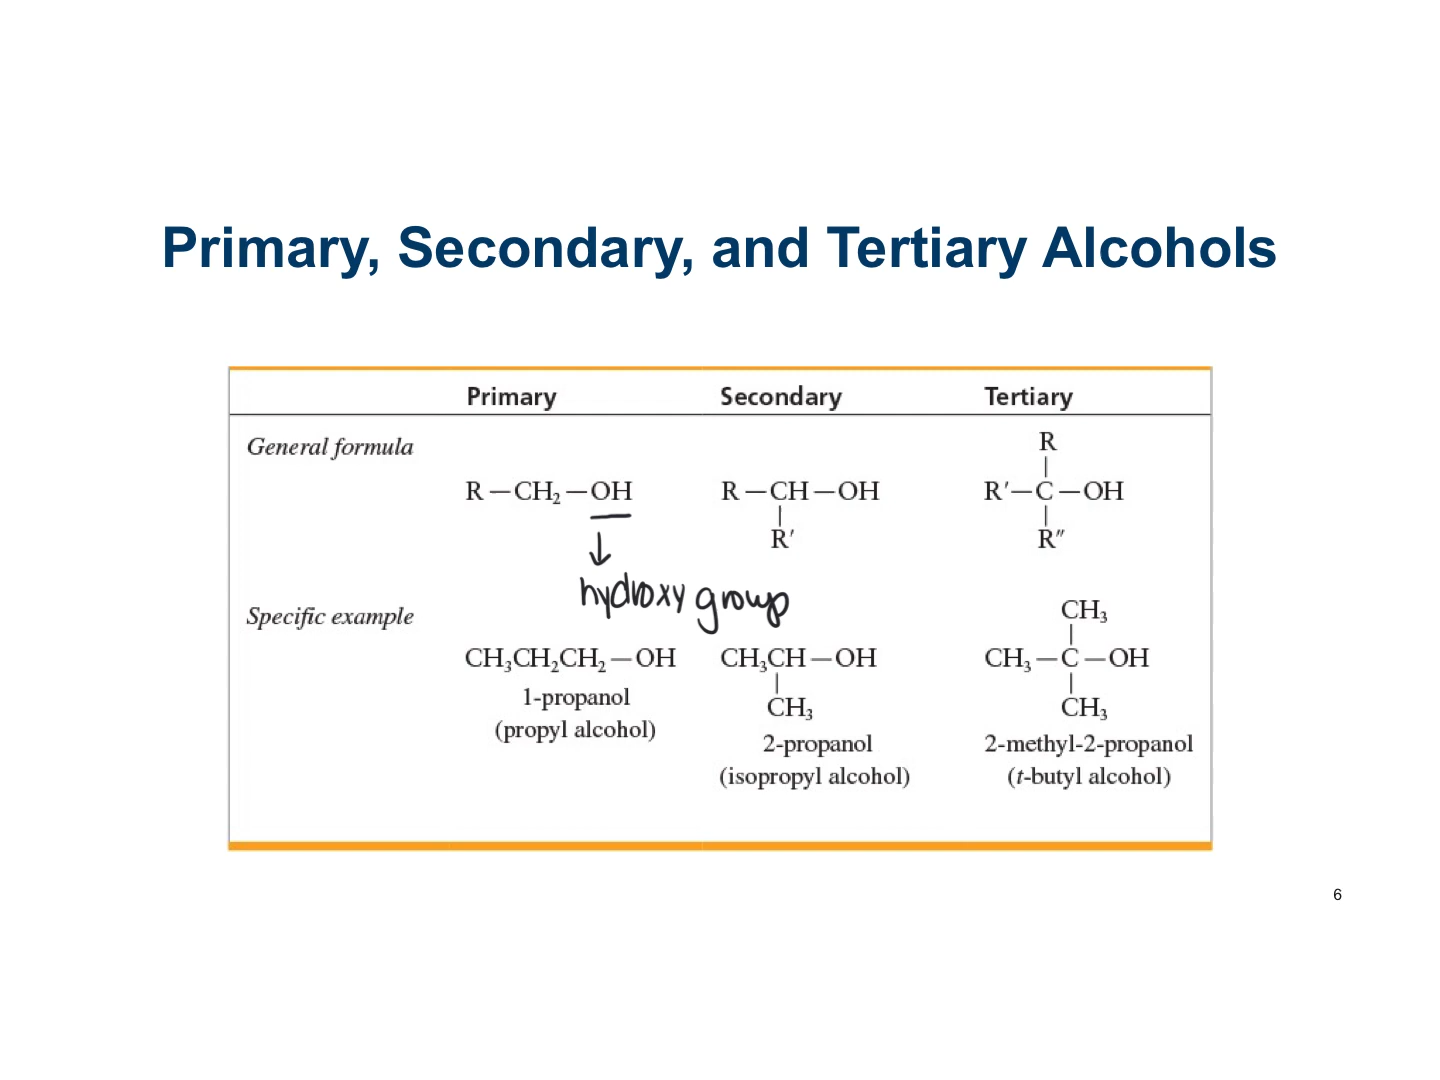 Primary, Secondary, and Tertiary Alcohols
Primary Secondary Tertiary
General formula
R
R—CH₂—OH R—CH—OH R′—C—OH
R′ R″
hydroxy group
Specific example
CH₃
CH₃CH₂CH₂—OH CH₃CH—OH CH₃—C—OH
CH₃ CH₃
1-propanol
(propyl alcohol)
2-propanol 2-methyl-2-propanol
(isopropyl alcohol) (t-butyl alcohol)
6